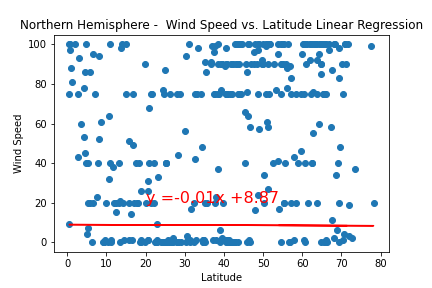 Northern Hemisphere - Wind Speed vs. Latitude Linear Regression
100
80
60
40
20
0
Wind Speed
y =-0.01x +8.87
0 10 20 30 40 50 60 70 80
Latitude